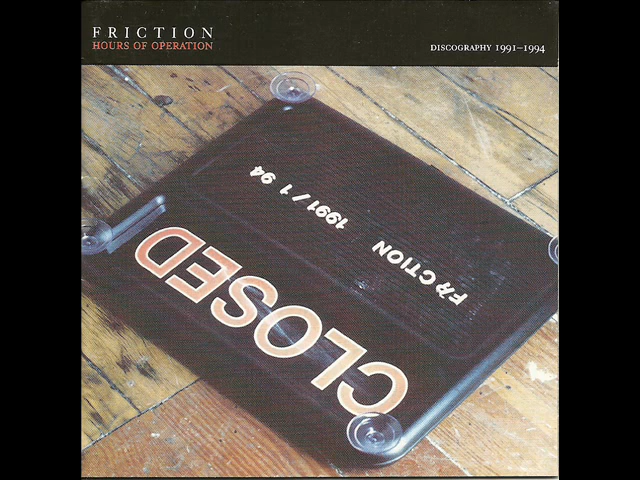 FRICTION
HOURS OF OPERATION
DISCOGRAPHY 1991–1994
FRICTION
1991/1 94
CLOSED